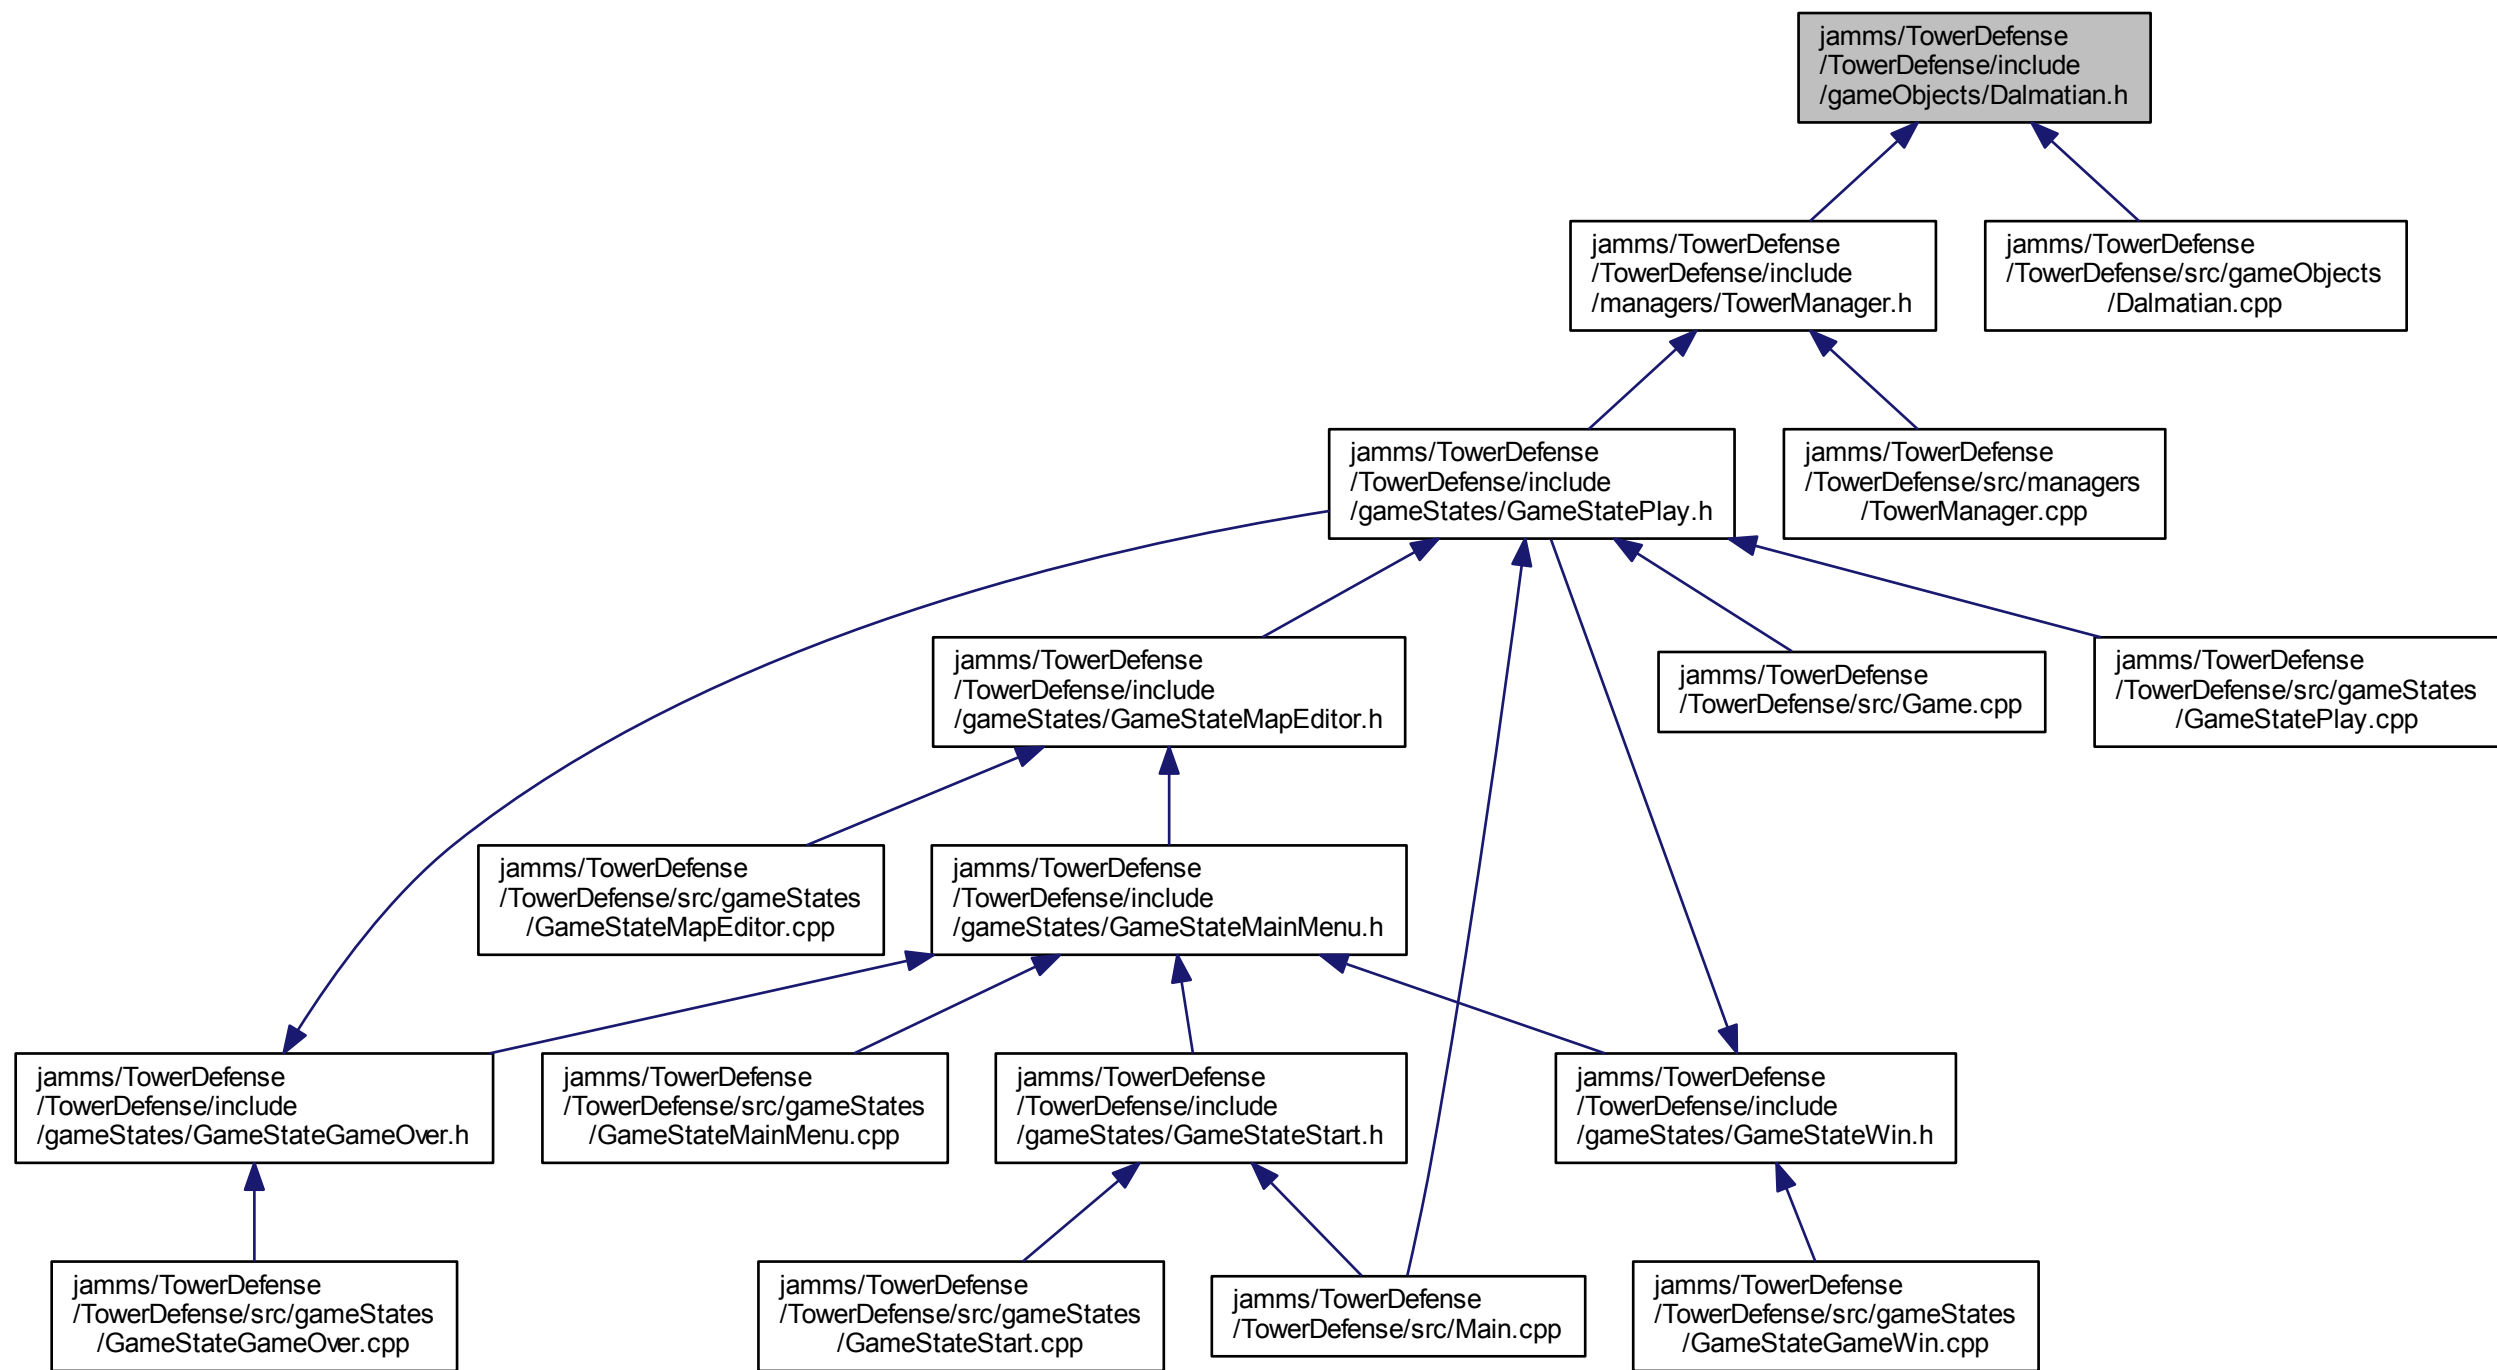 jamms/TowerDefense
/TowerDefense/include
/gameObjects/Dalmatian.h
jamms/TowerDefense
/TowerDefense/include
/managers/TowerManager.h
jamms/TowerDefense
/TowerDefense/src/gameObjects
/Dalmatian.cpp
jamms/TowerDefense
/TowerDefense/include
/gameStates/GameStatePlay.h
jamms/TowerDefense
/TowerDefense/src/managers
/TowerManager.cpp
jamms/TowerDefense
/TowerDefense/include
/gameStates/GameStateMapEditor.h
jamms/TowerDefense
/TowerDefense/src/Game.cpp
jamms/TowerDefense
/TowerDefense/src/gameStates
/GameStatePlay.cpp
jamms/TowerDefense
/TowerDefense/src/gameStates
/GameStateMapEditor.cpp
jamms/TowerDefense
/TowerDefense/include
/gameStates/GameStateMainMenu.h
jamms/TowerDefense
/TowerDefense/include
/gameStates/GameStateGameOver.h
jamms/TowerDefense
/TowerDefense/src/gameStates
/GameStateMainMenu.cpp
jamms/TowerDefense
/TowerDefense/include
/gameStates/GameStateStart.h
jamms/TowerDefense
/TowerDefense/include
/gameStates/GameStateWin.h
jamms/TowerDefense
/TowerDefense/src/gameStates
/GameStateGameOver.cpp
jamms/TowerDefense
/TowerDefense/src/gameStates
/GameStateStart.cpp
jamms/TowerDefense
/TowerDefense/src/Main.cpp
jamms/TowerDefense
/TowerDefense/src/gameStates
/GameStateGameWin.cpp